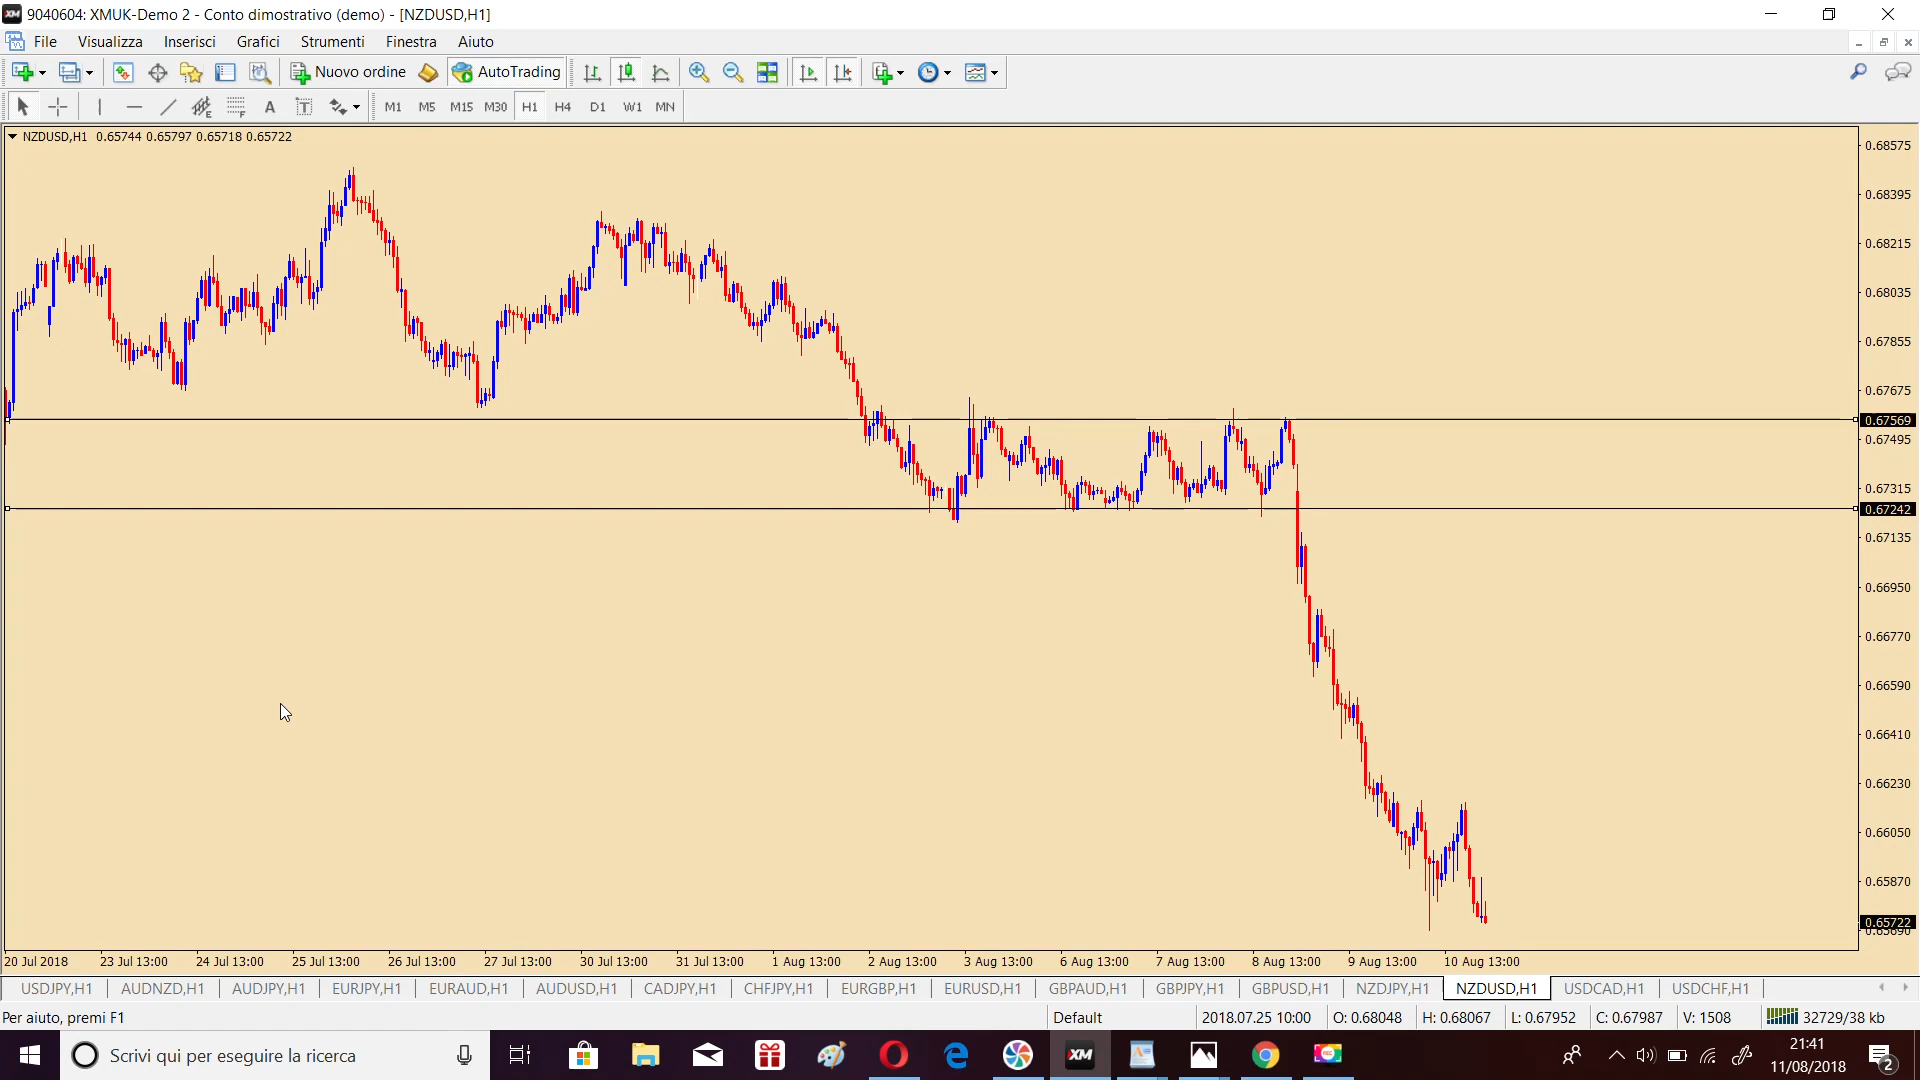 9040604: XMUK-Demo 2 - Conto dimostrativo (demo) - [NZDUSD,H1]
File Visualizza Inserisci Grafici Strumenti Finestra Aiuto
Nuovo ordine AutoTrading
A T M1 M5 M15 M30 H1 H4 D1 W1 MN
NZDUSD,H1 0.65744 0.65797 0.65718 0.65722
0.68575
0.68395
0.68215
0.68035
0.67855
0.67675
0.67569
0.67495
0.67315
0.67242
0.67135
0.66950
0.66770
0.66590
0.66410
0.66230
0.66050
0.65870
0.65722
0.65690
20 Jul 2018 23 Jul 13:00 24 Jul 13:00 25 Jul 13:00 26 Jul 13:00 27 Jul 13:00 30 Jul 13:00 31 Jul 13:00 1 Aug 13:00 2 Aug 13:00 3 Aug 13:00 6 Aug 13:00 7 Aug 13:00 8 Aug 13:00 9 Aug 13:00 10 Aug 13:00
USDJPY,H1 AUDNZD,H1 AUDJPY,H1 EURJPY,H1 EURAUD,H1 AUDUSD,H1 CADJPY,H1 CHFJPY,H1 EURGBP,H1 EURUSD,H1 GBPAUD,H1 GBPJPY,H1 GBPUSD,H1 NZDJPY,H1 NZDUSD,H1 USDCAD,H1 USDCHF,H1
Per aiuto, premi F1 Default 2018.07.25 10:00 O: 0.68048 H: 0.68067 L: 0.67952 C: 0.67987 V: 1508 32729/38 kb
Scrivi qui per eseguire la ricerca XM 21:41
11/08/2018 2